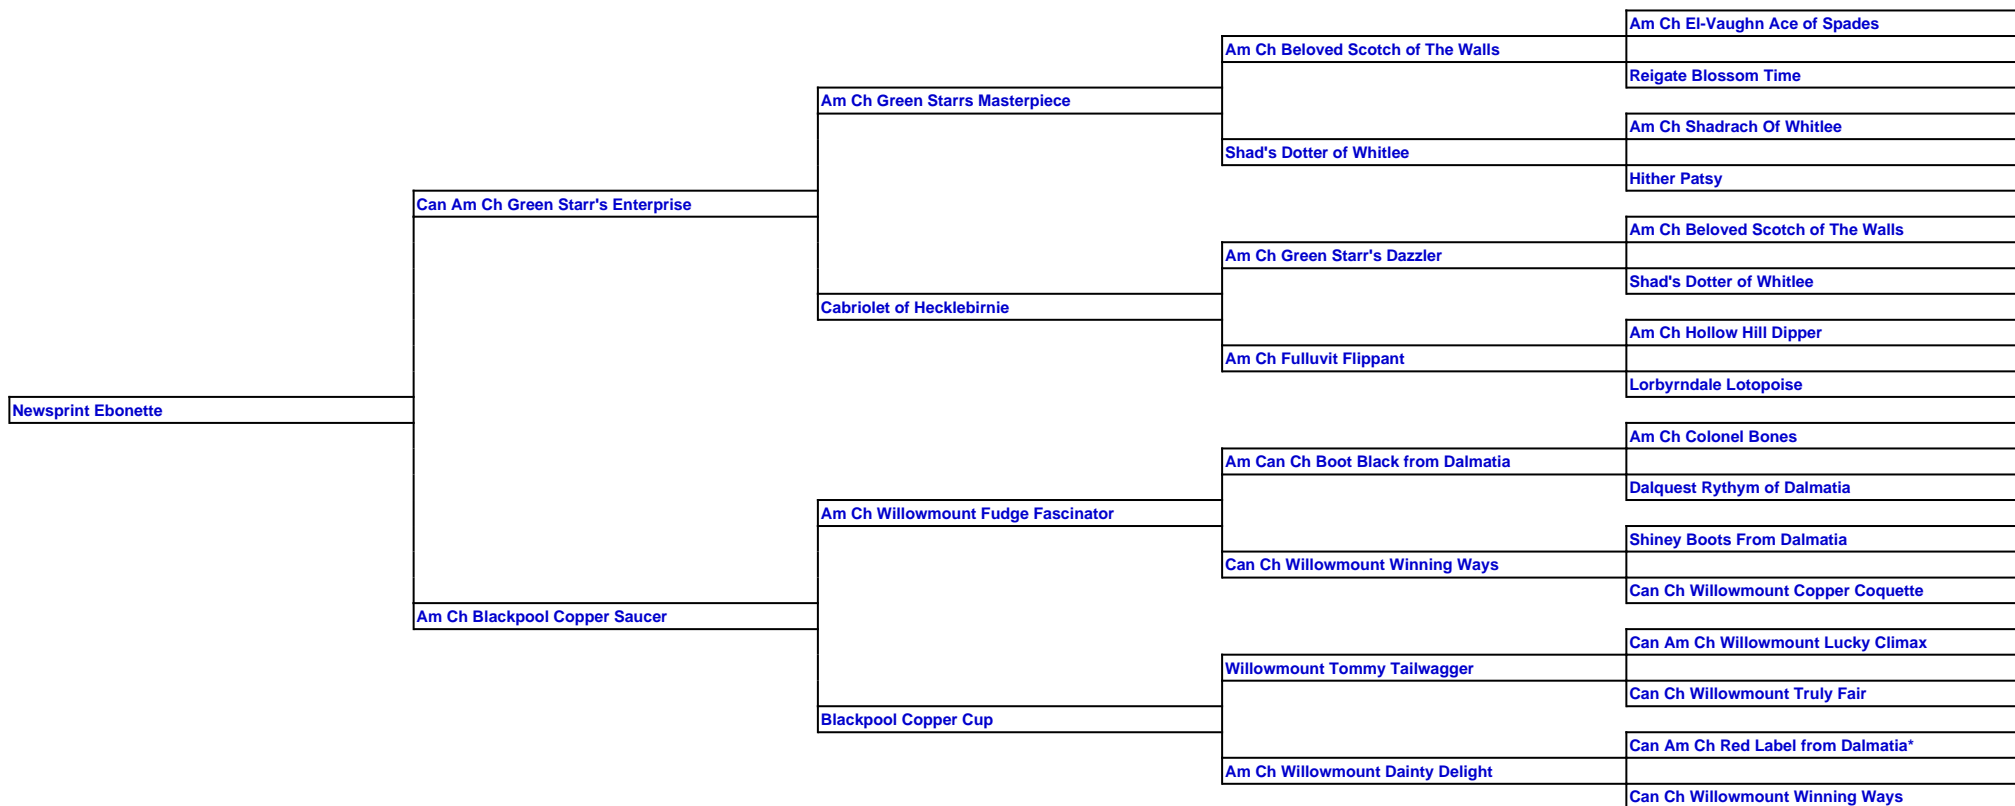 Am Ch El-Vaughn Ace of Spades
Am Ch Beloved Scotch of The Walls
Reigate Blossom Time
Am Ch Green Starrs Masterpiece
Am Ch Shadrach Of Whitlee
Shad's Dotter of Whitlee
Hither Patsy
Can Am Ch Green Starr's Enterprise
Am Ch Beloved Scotch of The Walls
Am Ch Green Starr's Dazzler
Shad's Dotter of Whitlee
Cabriolet of Hecklebirnie
Am Ch Hollow Hill Dipper
Am Ch Fulluvit Flippant
Lorbyrndale Lotopoise
Newsprint Ebonette
Am Ch Colonel Bones
Am Can Ch Boot Black from Dalmatia
Dalquest Rythym of Dalmatia
Am Ch Willowmount Fudge Fascinator
Shiney Boots From Dalmatia
Can Ch Willowmount Winning Ways
Can Ch Willowmount Copper Coquette
Am Ch Blackpool Copper Saucer
Can Am Ch Willowmount Lucky Climax
Willowmount Tommy Tailwagger
Can Ch Willowmount Truly Fair
Blackpool Copper Cup
Can Am Ch Red Label from Dalmatia*
Am Ch Willowmount Dainty Delight
Can Ch Willowmount Winning Ways